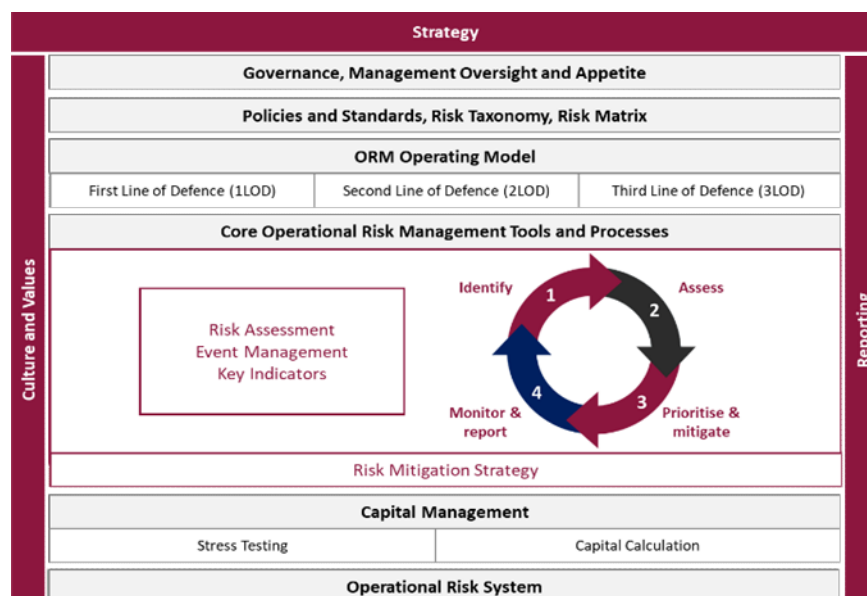 Strategy
Governance, Management Oversight and Appetite
Policies and Standards, Risk Taxonomy, Risk Matrix
ORM Operating Model
First Line of Defence (1LOD)
Second Line of Defence (2LOD)
Third Line of Defence (3LOD)
Core Operational Risk Management Tools and Processes
Culture and Values
Risk Assessment
Event Management
Key Indicators
Identify
1
2
Assess
4
3
Monitor &
report
Prioritise &
mitigate
Reporting
Risk Mitigation Strategy
Capital Management
Stress Testing
Capital Calculation
Operational Risk System